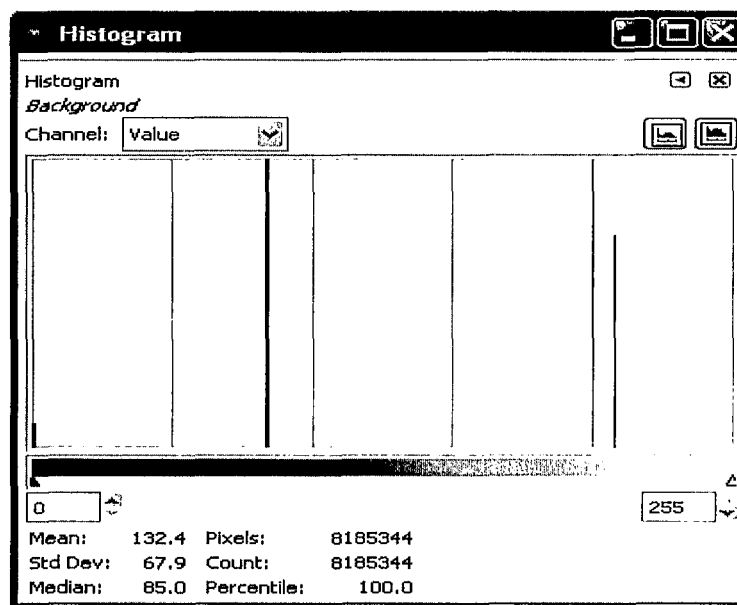 Histogram
Histogram
Background
Channel: Value
0 255
Mean: 132.4 Pixels: 8185344
Std Dev: 67.9 Count: 8185344
Median: 85.0 Percentile: 100.0